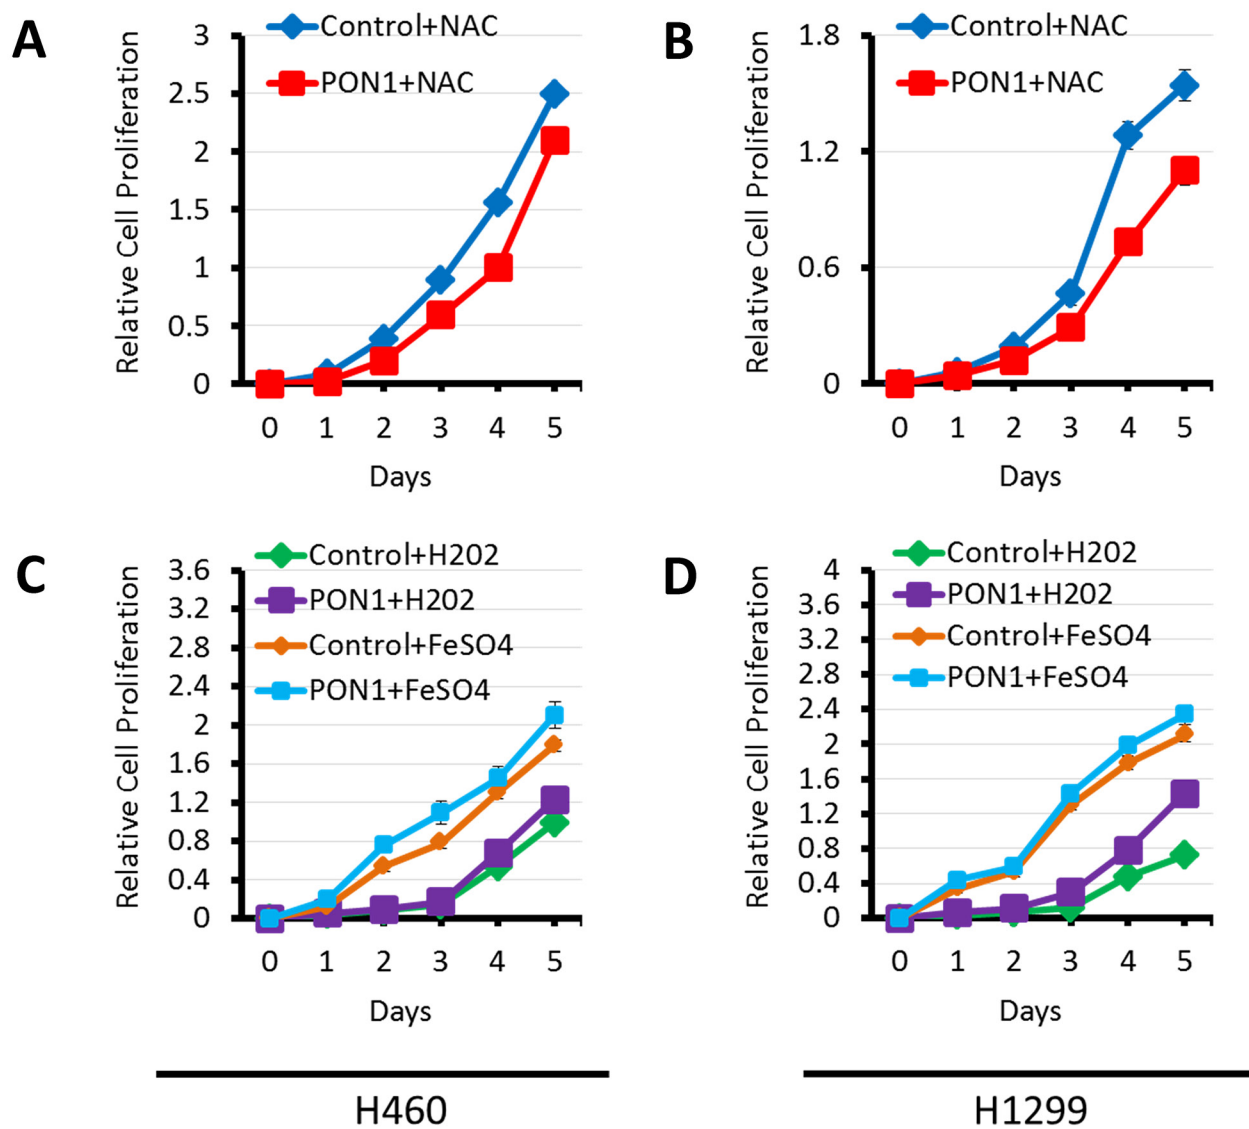 A
Control+NAC
PON1+NAC
Relative Cell Proliferation
3
2.5
2
1.5
1
0.5
0
0 1 2 3 4 5
Days
B
Control+NAC
PON1+NAC
Relative Cell Proliferation
1.8
1.2
0.6
0
0 1 2 3 4 5
Days
C
Control+H202
PON1+H202
Control+FeSO4
PON1+FeSO4
Relative Cell Proliferation
3.6
3.2
2.8
2.4
2
1.6
1.2
0.8
0.4
0
0 1 2 3 4 5
Days
D
Control+H202
PON1+H202
Control+FeSO4
PON1+FeSO4
Relative Cell Proliferation
4
3.6
3.2
2.8
2.4
2
1.6
1.2
0.8
0.4
0
0 1 2 3 4 5
Days
H460
H1299